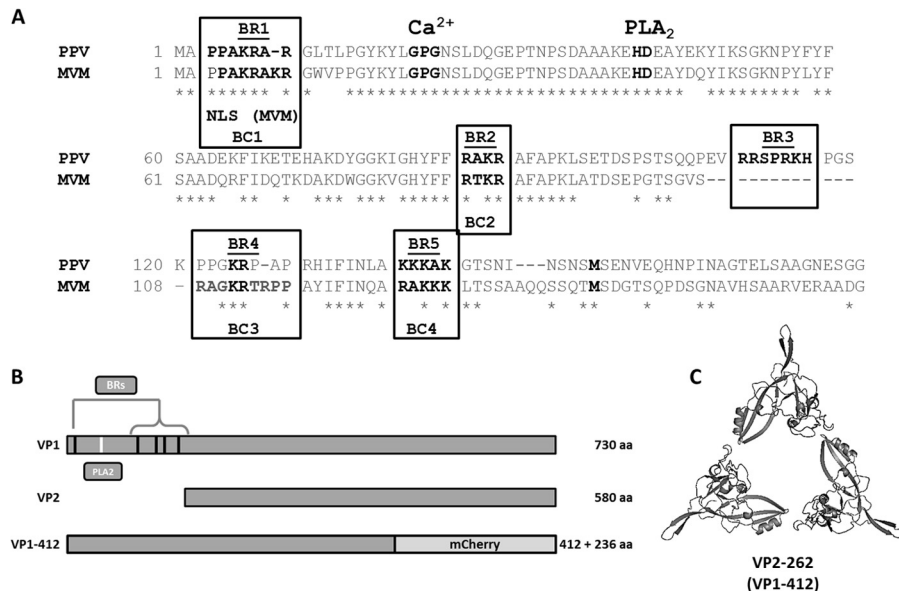 A
BR1 Ca2+ PLA2
PPV 1 MA PPAKRA-R GLTLPGYKYLGPGNSLDQGEPTNPSDAAAKEHDEAYEKYIKSGKNPYFYF
MVM 1 MA PPAKRAKR GWVPPGYKYLGPGNSLDQGEPTNPSDAAAKEHDEAYDQYIKSGKNPYLYF
NLS (MVM)
BC1
BR2 BR3
PPV 60 SAADEKFIKETEHAKDYGGKIGHYFF RAKR AFAPKLSETDSPSTSQQPEV RRSPRKH PGS
MVM 61 SAADQRFIDQTKDAKDWGGKVGHYFF RTKR AFAPKLATDSEPGTSGVS-- ------- ---
BC2
BR4 BR5
PPV 120 K PPGKRP-AP RHIFINLA KKKAK GTSNI---NSNSMSENVEQHNPINAGTELSAAGNESGG
MVM 108 - RAGKRTRPP AYIFINQA RAKKK LTSSAAQQSSQTMSDGTSQPDSGNAVHSAARVERAADG
BC3 BC4
B
BRs
VP1 730 aa
PLA2
VP2 580 aa
VP1-412 mCherry 412 + 236 aa
C
VP2-262
(VP1-412)